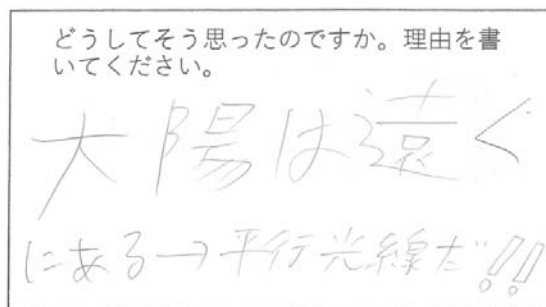 どうしてそう思ったのですか。理由を書
いてください。
大陽は遠く
にある→平行光線だ!!